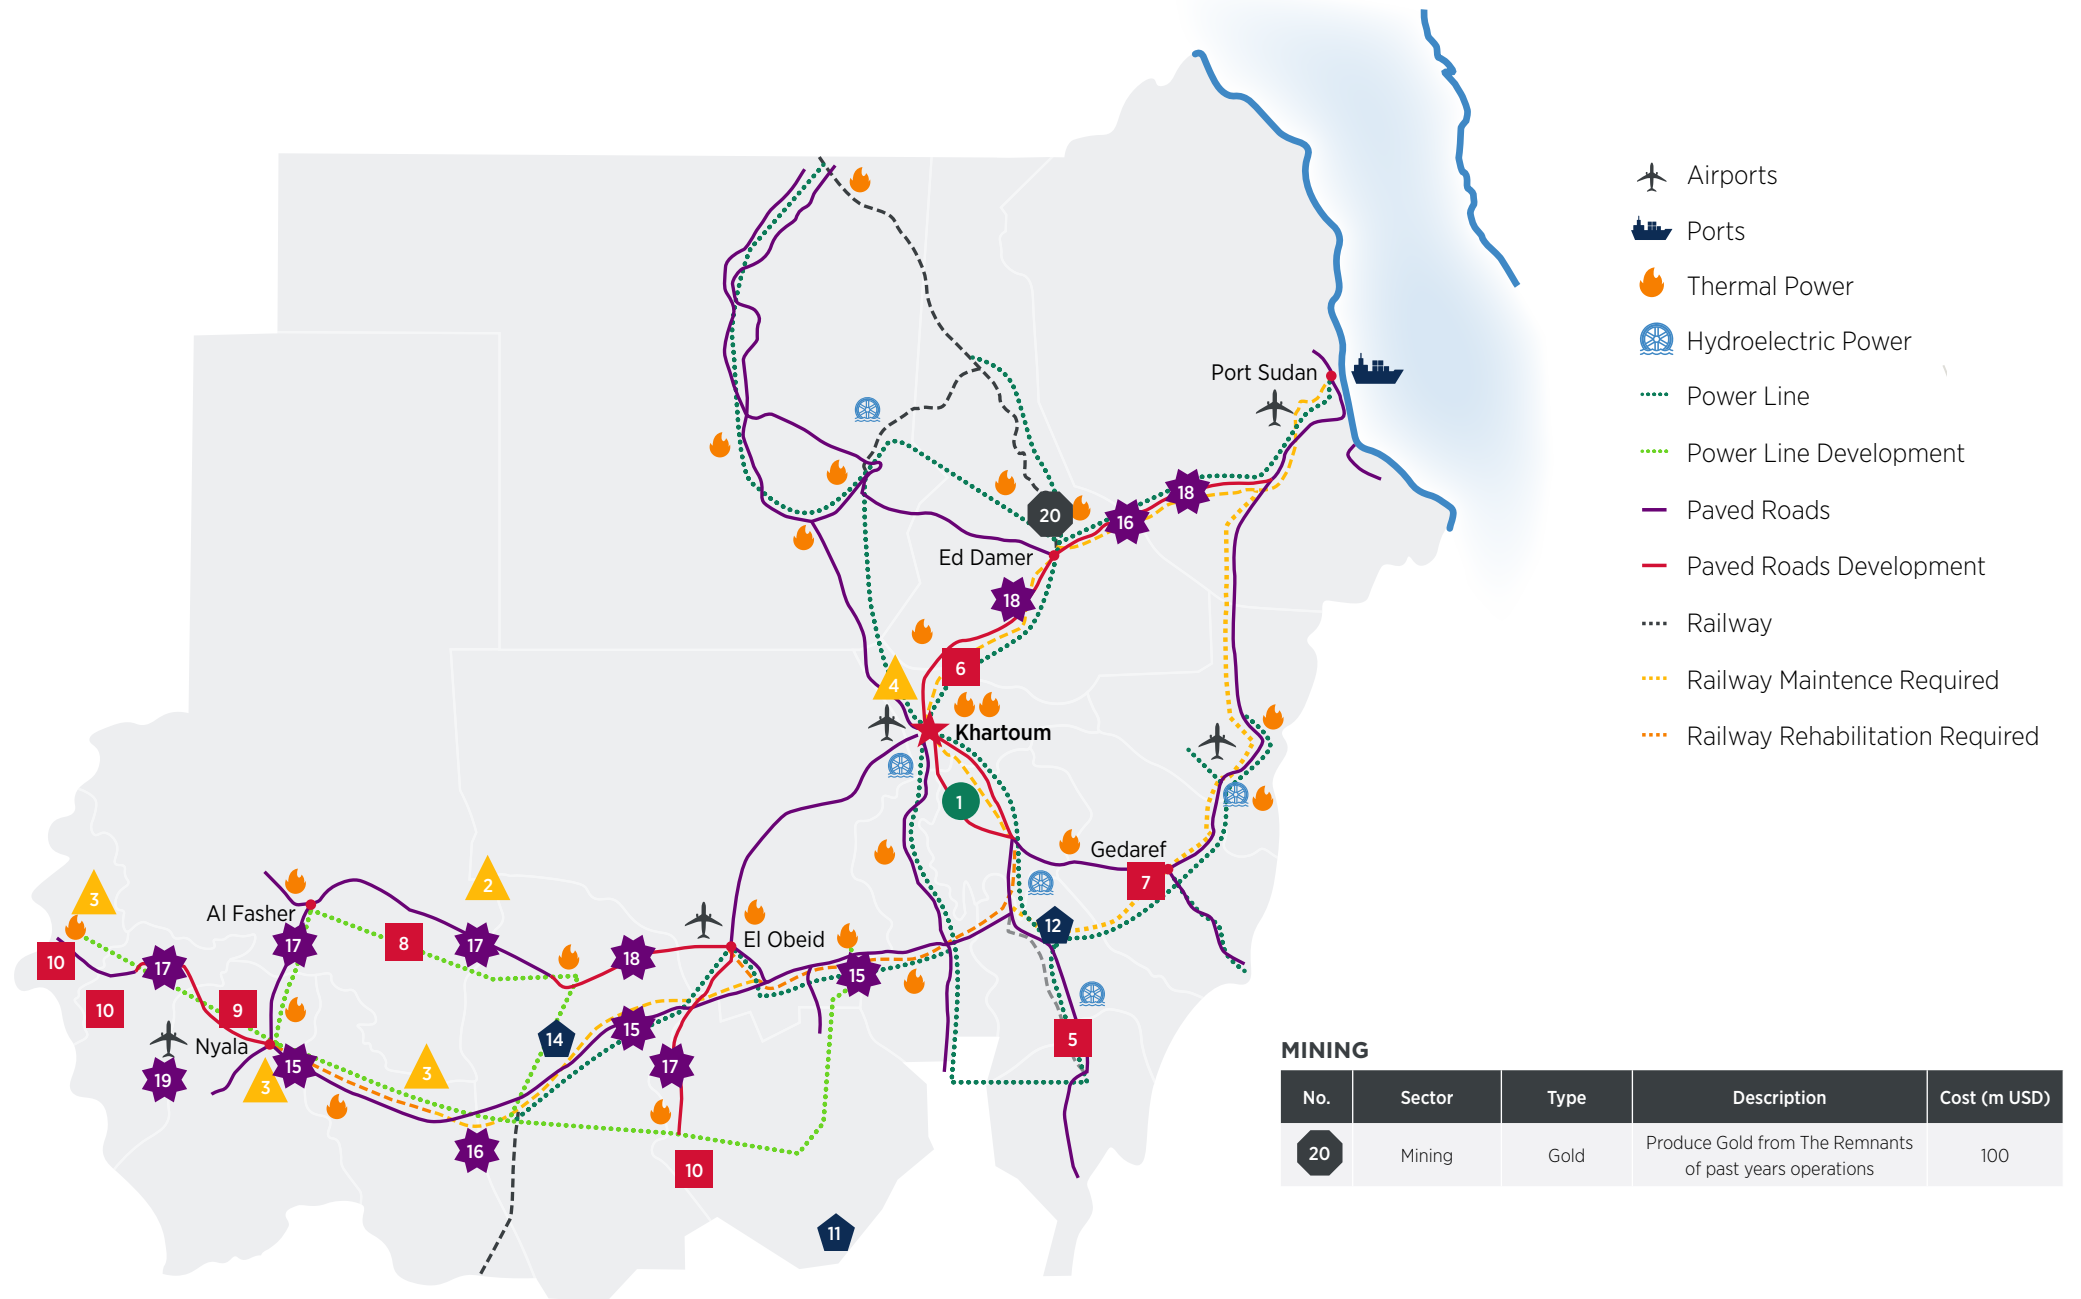 Airports
Ports
Thermal Power
Hydroelectric Power
Power Line
Power Line Development
Paved Roads
Paved Roads Development
Railway
Railway Maintence Required
Railway Rehabilitation Required
Port Sudan
20
18
16
Ed Damer
18
6
4
Khartoum
1
Gedaref
7
2
3
Al Fasher
17
8
17
El Obeid
12
10
17
18
15
10
9
14
15
5
Nyala
19
15
3
3
17
16
10
11
MINING
No.
Sector
Type
Description
Cost (m USD)
20
Mining
Gold
Produce Gold from The Remnants
of past years operations
100